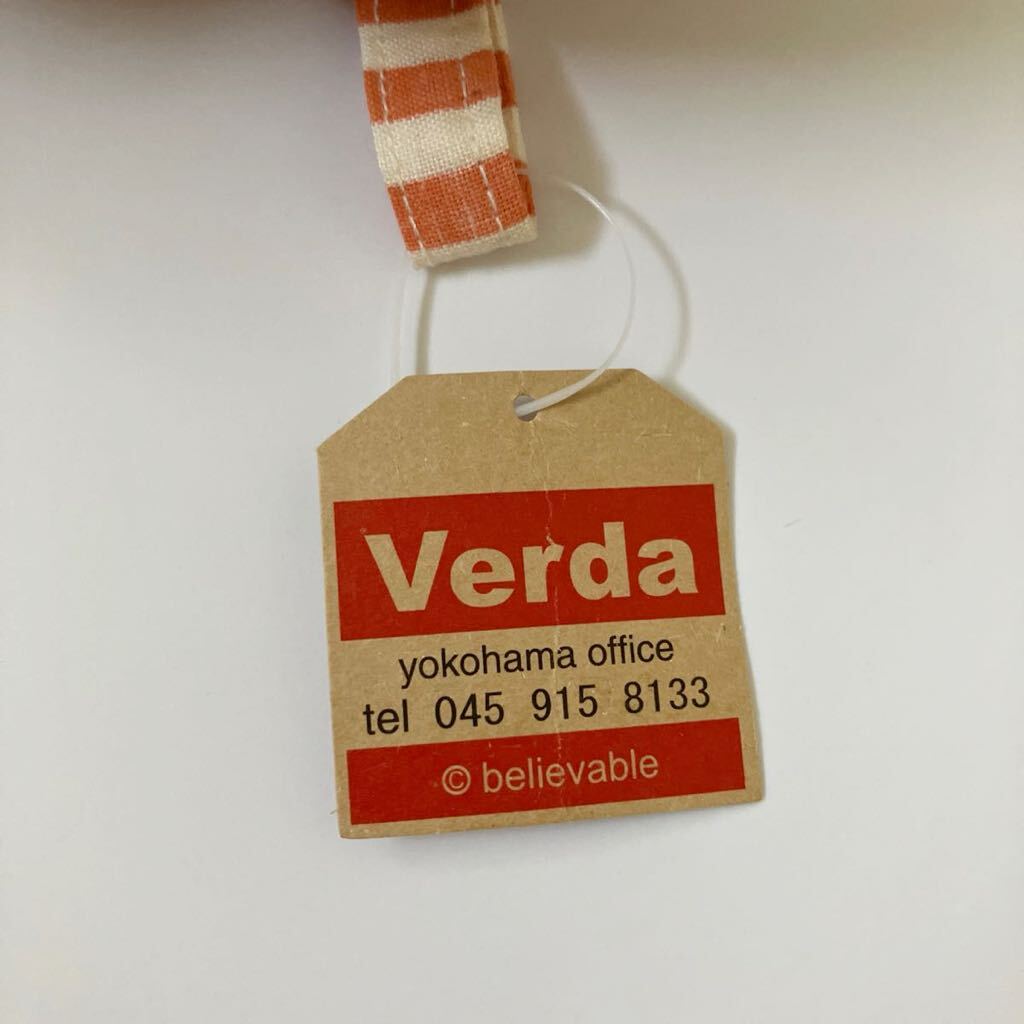 Verda
yokohama office
tel 045 915 8133
© believable